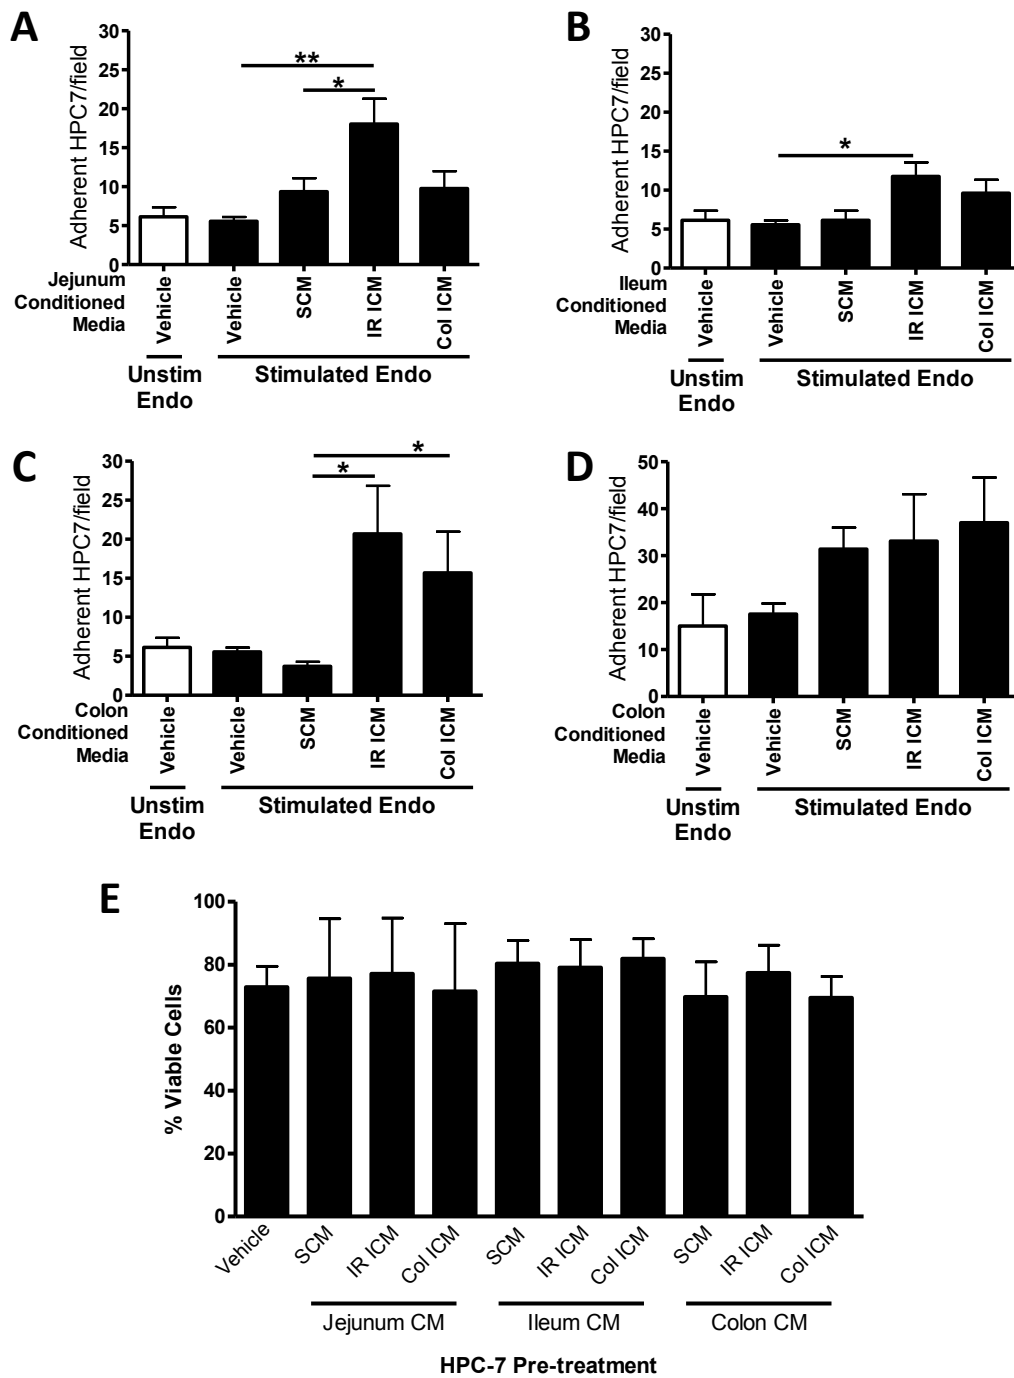 A
Adherent HPC7/field
30
25
20
15
10
5
0
**
*
Jejunum
Conditioned
Media
Vehicle
Vehicle
SCM
IR ICM
Col ICM
Unstim
Endo
Stimulated Endo
B
Adherent HPC7/field
30
25
20
15
10
5
0
*
Ileum
Conditioned
Media
Vehicle
Vehicle
SCM
IR ICM
Col ICM
Unstim
Endo
Stimulated Endo
C
Adherent HPC7/field
30
25
20
15
10
5
0
*
*
Colon
Conditioned
Media
Vehicle
Vehicle
SCM
IR ICM
Col ICM
Unstim
Endo
Stimulated Endo
D
Adherent HPC7/field
50
40
30
20
10
0
Colon
Conditioned
Media
Vehicle
Vehicle
SCM
IR ICM
Col ICM
Unstim
Endo
Stimulated Endo
E
% Viable Cells
100
80
60
40
20
0
Vehicle
SCM
IR ICM
Col ICM
SCM
IR ICM
Col ICM
SCM
IR ICM
Col ICM
Jejunum CM
Ileum CM
Colon CM
HPC-7 Pre-treatment